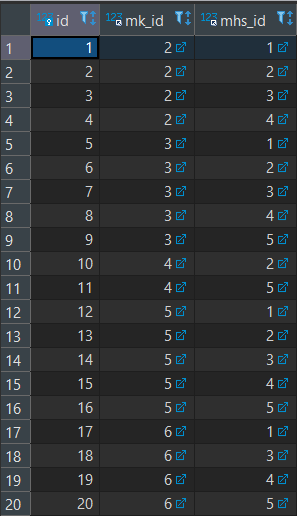 123 id 123 mk_id 123 mhs_id
1 1 2 1
2 2 2 2
3 3 2 3
4 4 2 4
5 5 3 1
6 6 3 2
7 7 3 3
8 8 3 4
9 9 3 5
10 10 4 2
11 11 4 5
12 12 5 1
13 13 5 2
14 14 5 3
15 15 5 4
16 16 5 5
17 17 6 1
18 18 6 3
19 19 6 4
20 20 6 5